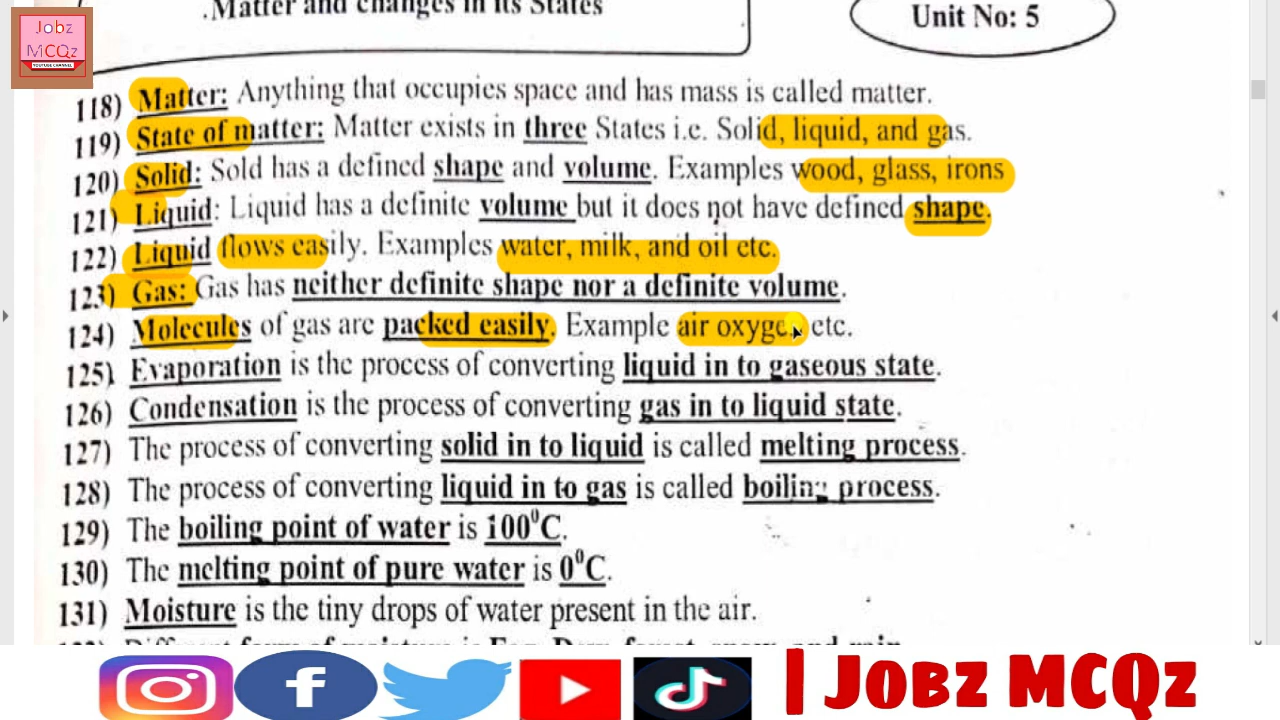 .Matter and changes in its States
Unit No: 5
Jobz
MCQz
YOUTUBE CHANNEL
118) Matter: Anything that occupies space and has mass is called matter.
119) State of matter: Matter exists in three States i.e. Solid, liquid, and gas.
120) Solid: Sold has a defined shape and volume. Examples wood, glass, irons
121) Liquid: Liquid has a definite volume but it does not have defined shape.
122) Liquid flows easily. Examples water, milk, and oil etc.
123) Gas: Gas has neither definite shape nor a definite volume.
124) Molecules of gas are packed easily. Example air oxygen etc.
125) Evaporation is the process of converting liquid in to gaseous state.
126) Condensation is the process of converting gas in to liquid state.
127) The process of converting solid in to liquid is called melting process.
128) The process of converting liquid in to gas is called boiling process.
129) The boiling point of water is 100⁰C.
130) The melting point of pure water is 0⁰C.
131) Moisture is the tiny drops of water present in the air.
| Jobz MCQz